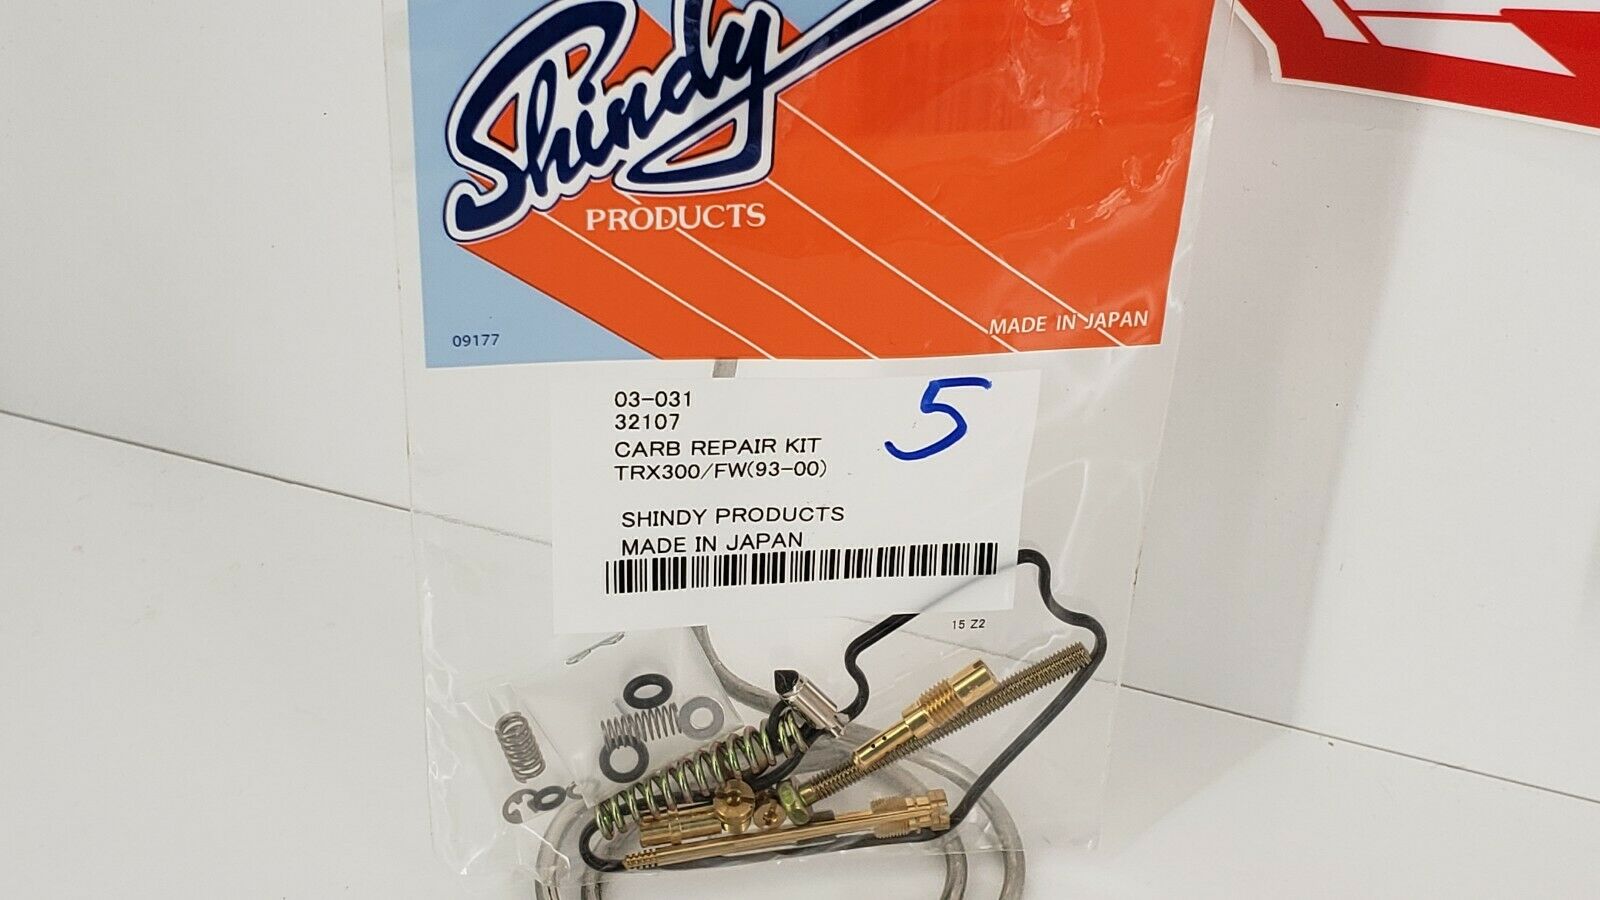 Shindy
PRODUCTS
MADE IN JAPAN
09177
03-031
5
32107
CARB REPAIR KIT
TRX300/FW(93-00)
SHINDY PRODUCTS
MADE IN JAPAN
15 Z2